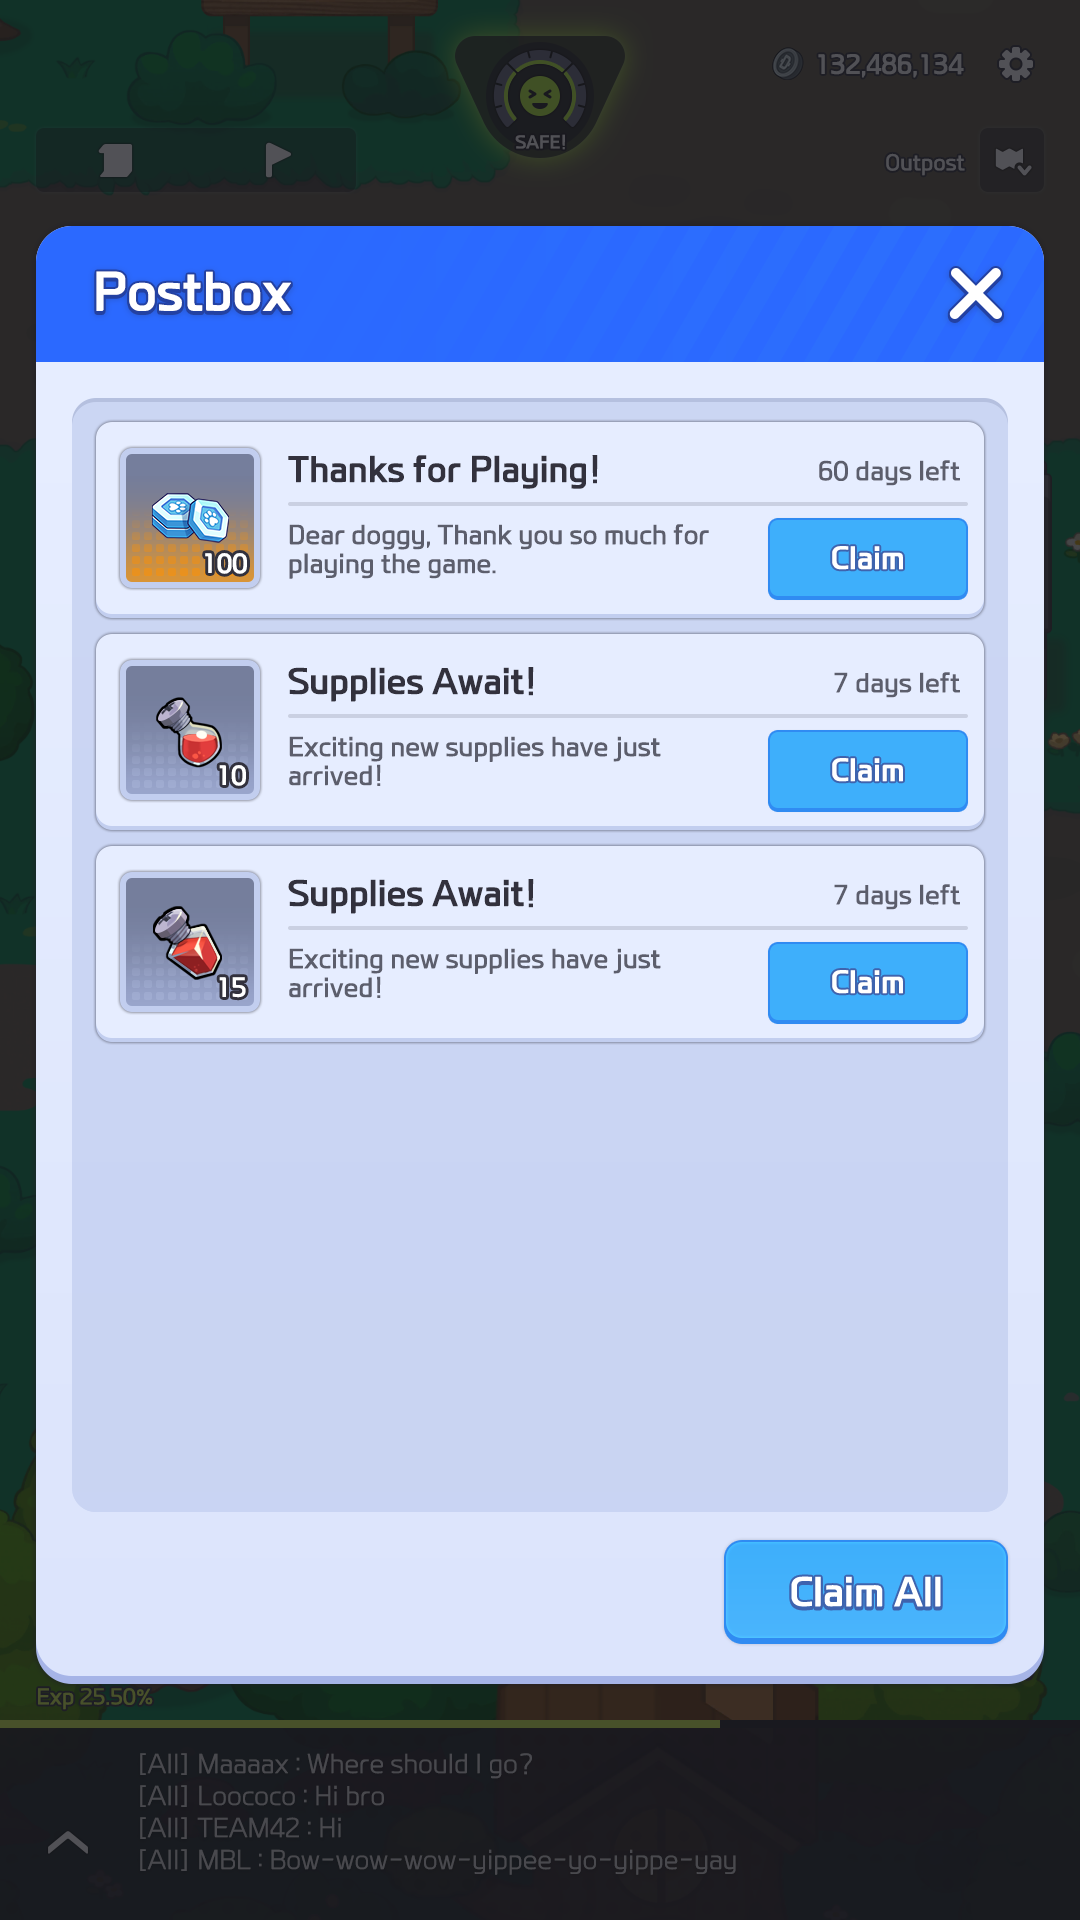 132,486,134
SAFE!
Outpost
Postbox
Thanks for Playing!
60 days left
Dear doggy, Thank you so much for
playing the game.
100
Claim
Supplies Await!
7 days left
Exciting new supplies have just
arrived!
10
Claim
Supplies Await!
7 days left
Exciting new supplies have just
arrived!
15
Claim
Claim All
Exp 25.50%
[All] Maaaax : Where should I go?
[All] Loococo : Hi bro
[All] TEAM42 : Hi
[All] MBL : Bow-wow-wow-yippee-yo-yippe-yay